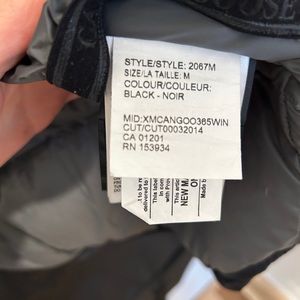 STYLE/STYLE: 2067M
SIZE/LA TAILLE: M
COLOUR/COULEUR:
BLACK - NOIR
MID:XMCANGOO365WIN
CUT/CUT00032014
CA 01201
RN 153934
NEW M